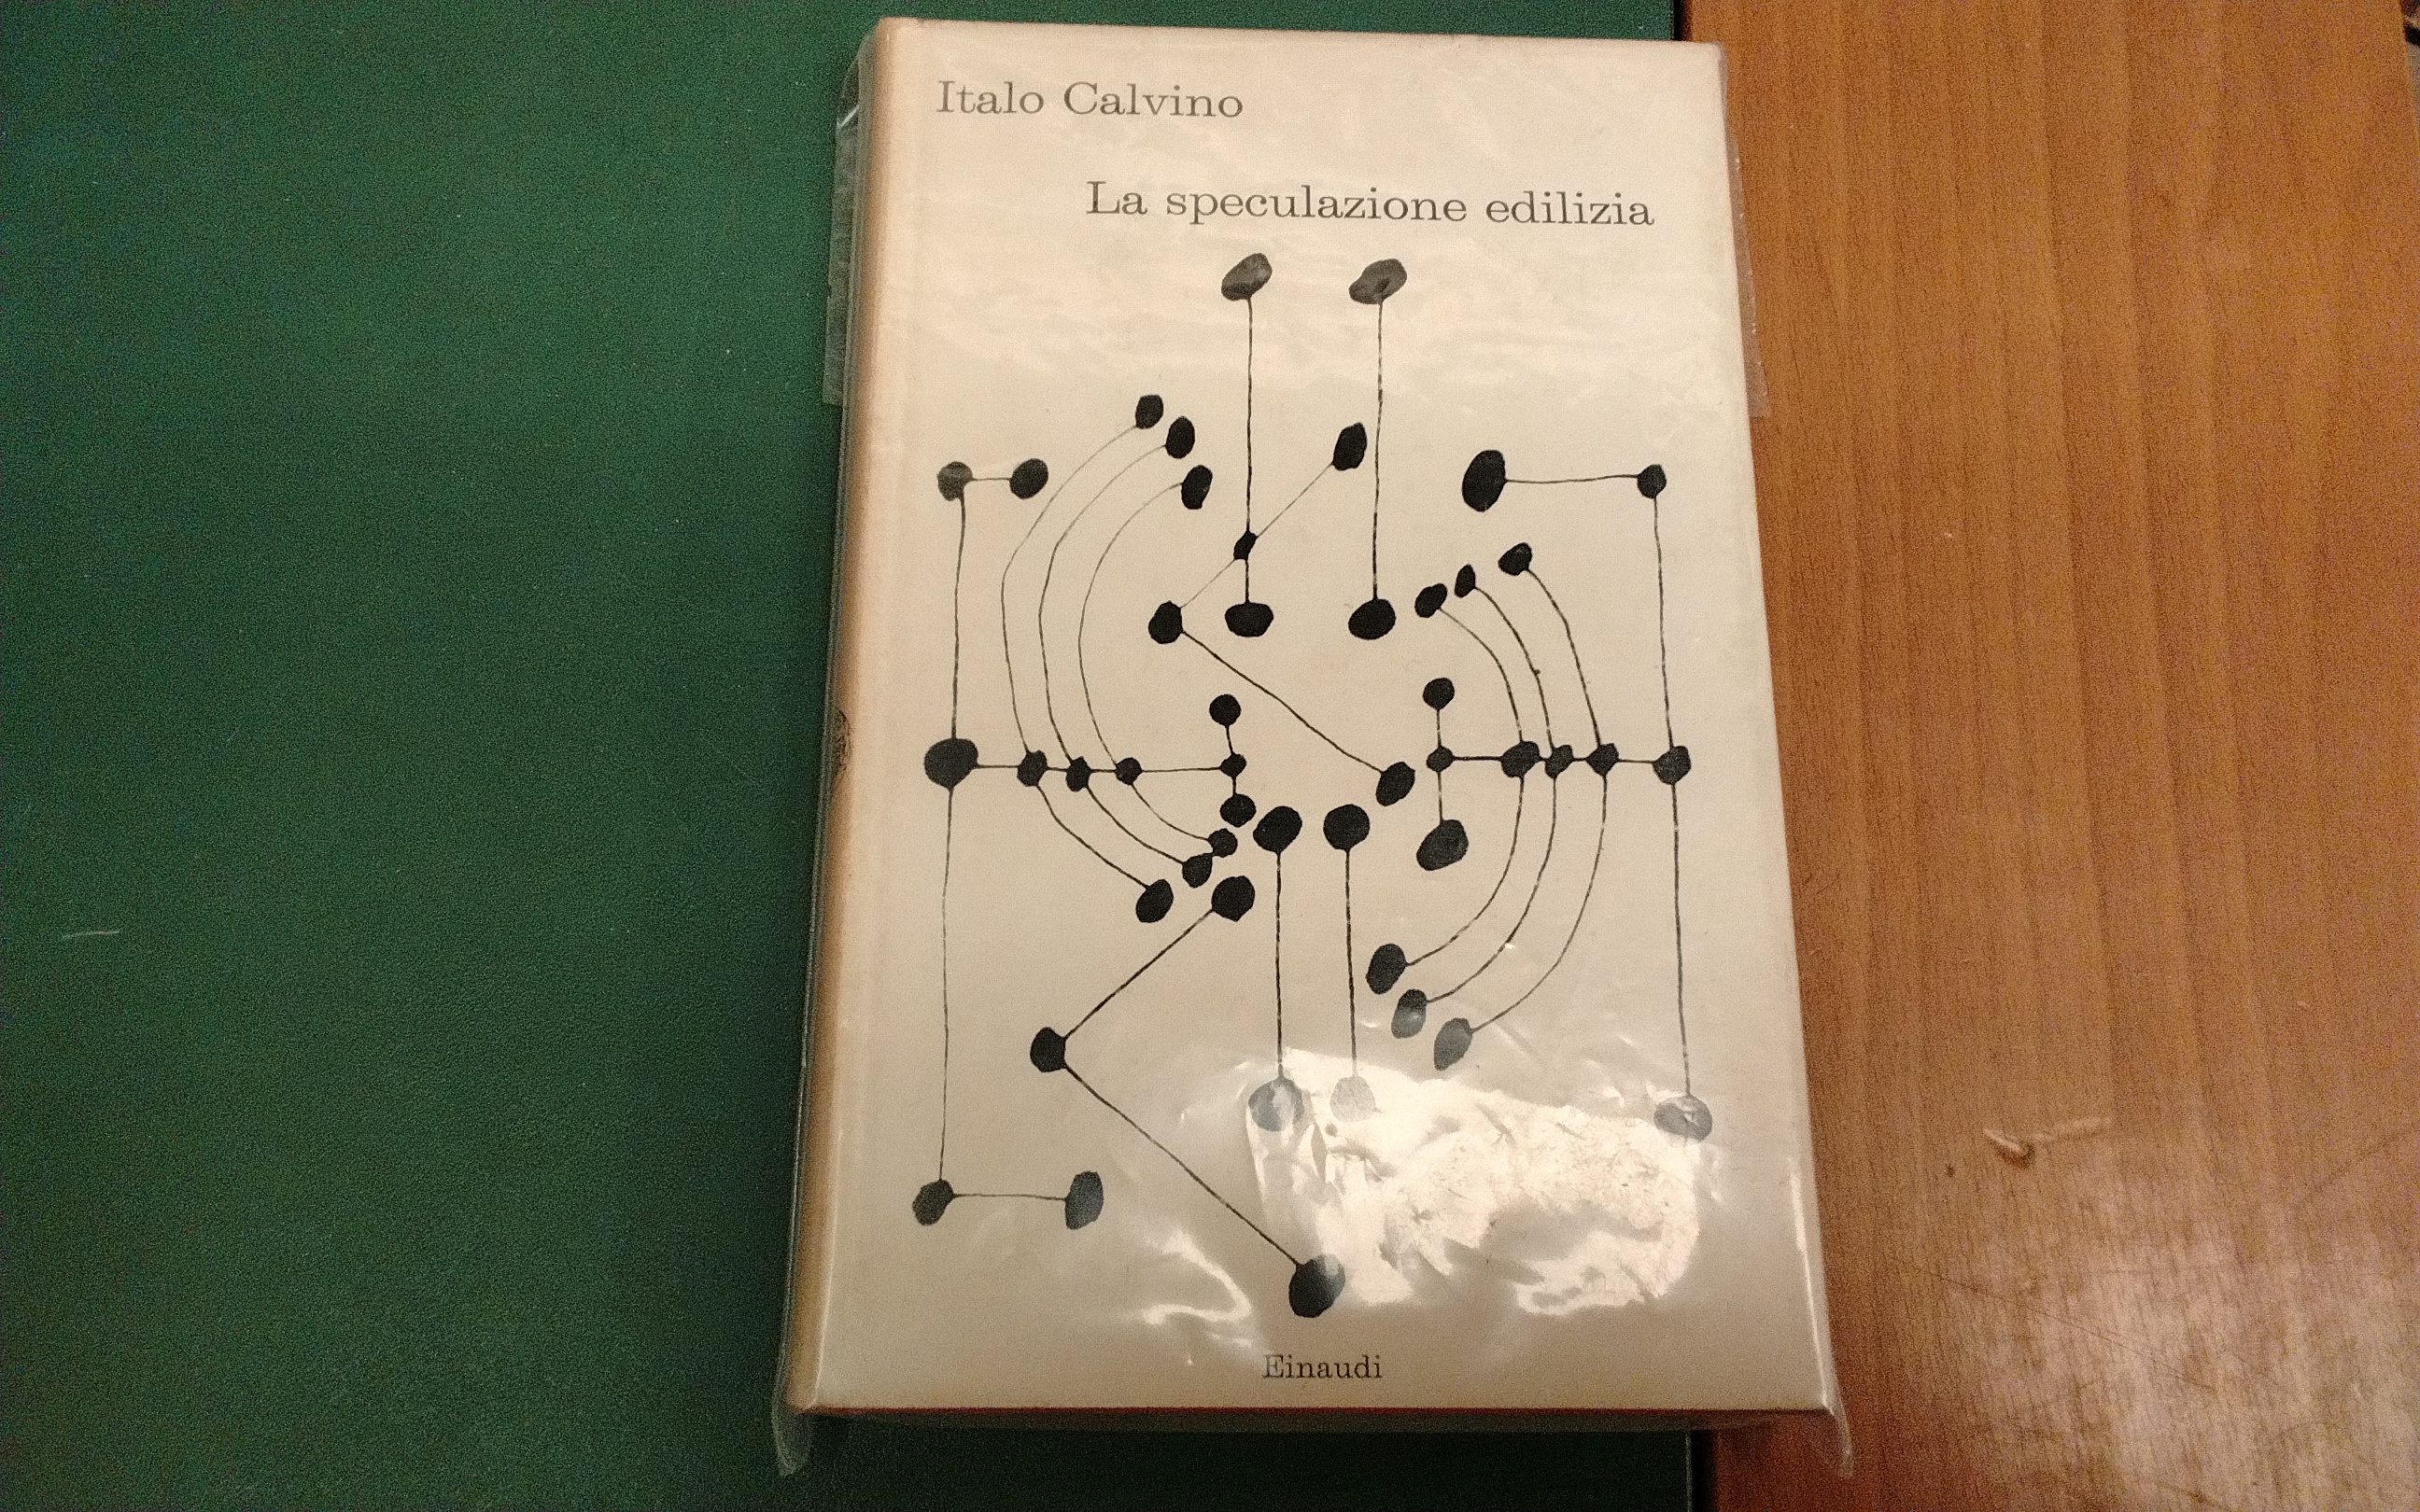 Italo Calvino
La speculazione edilizia
Einaudi